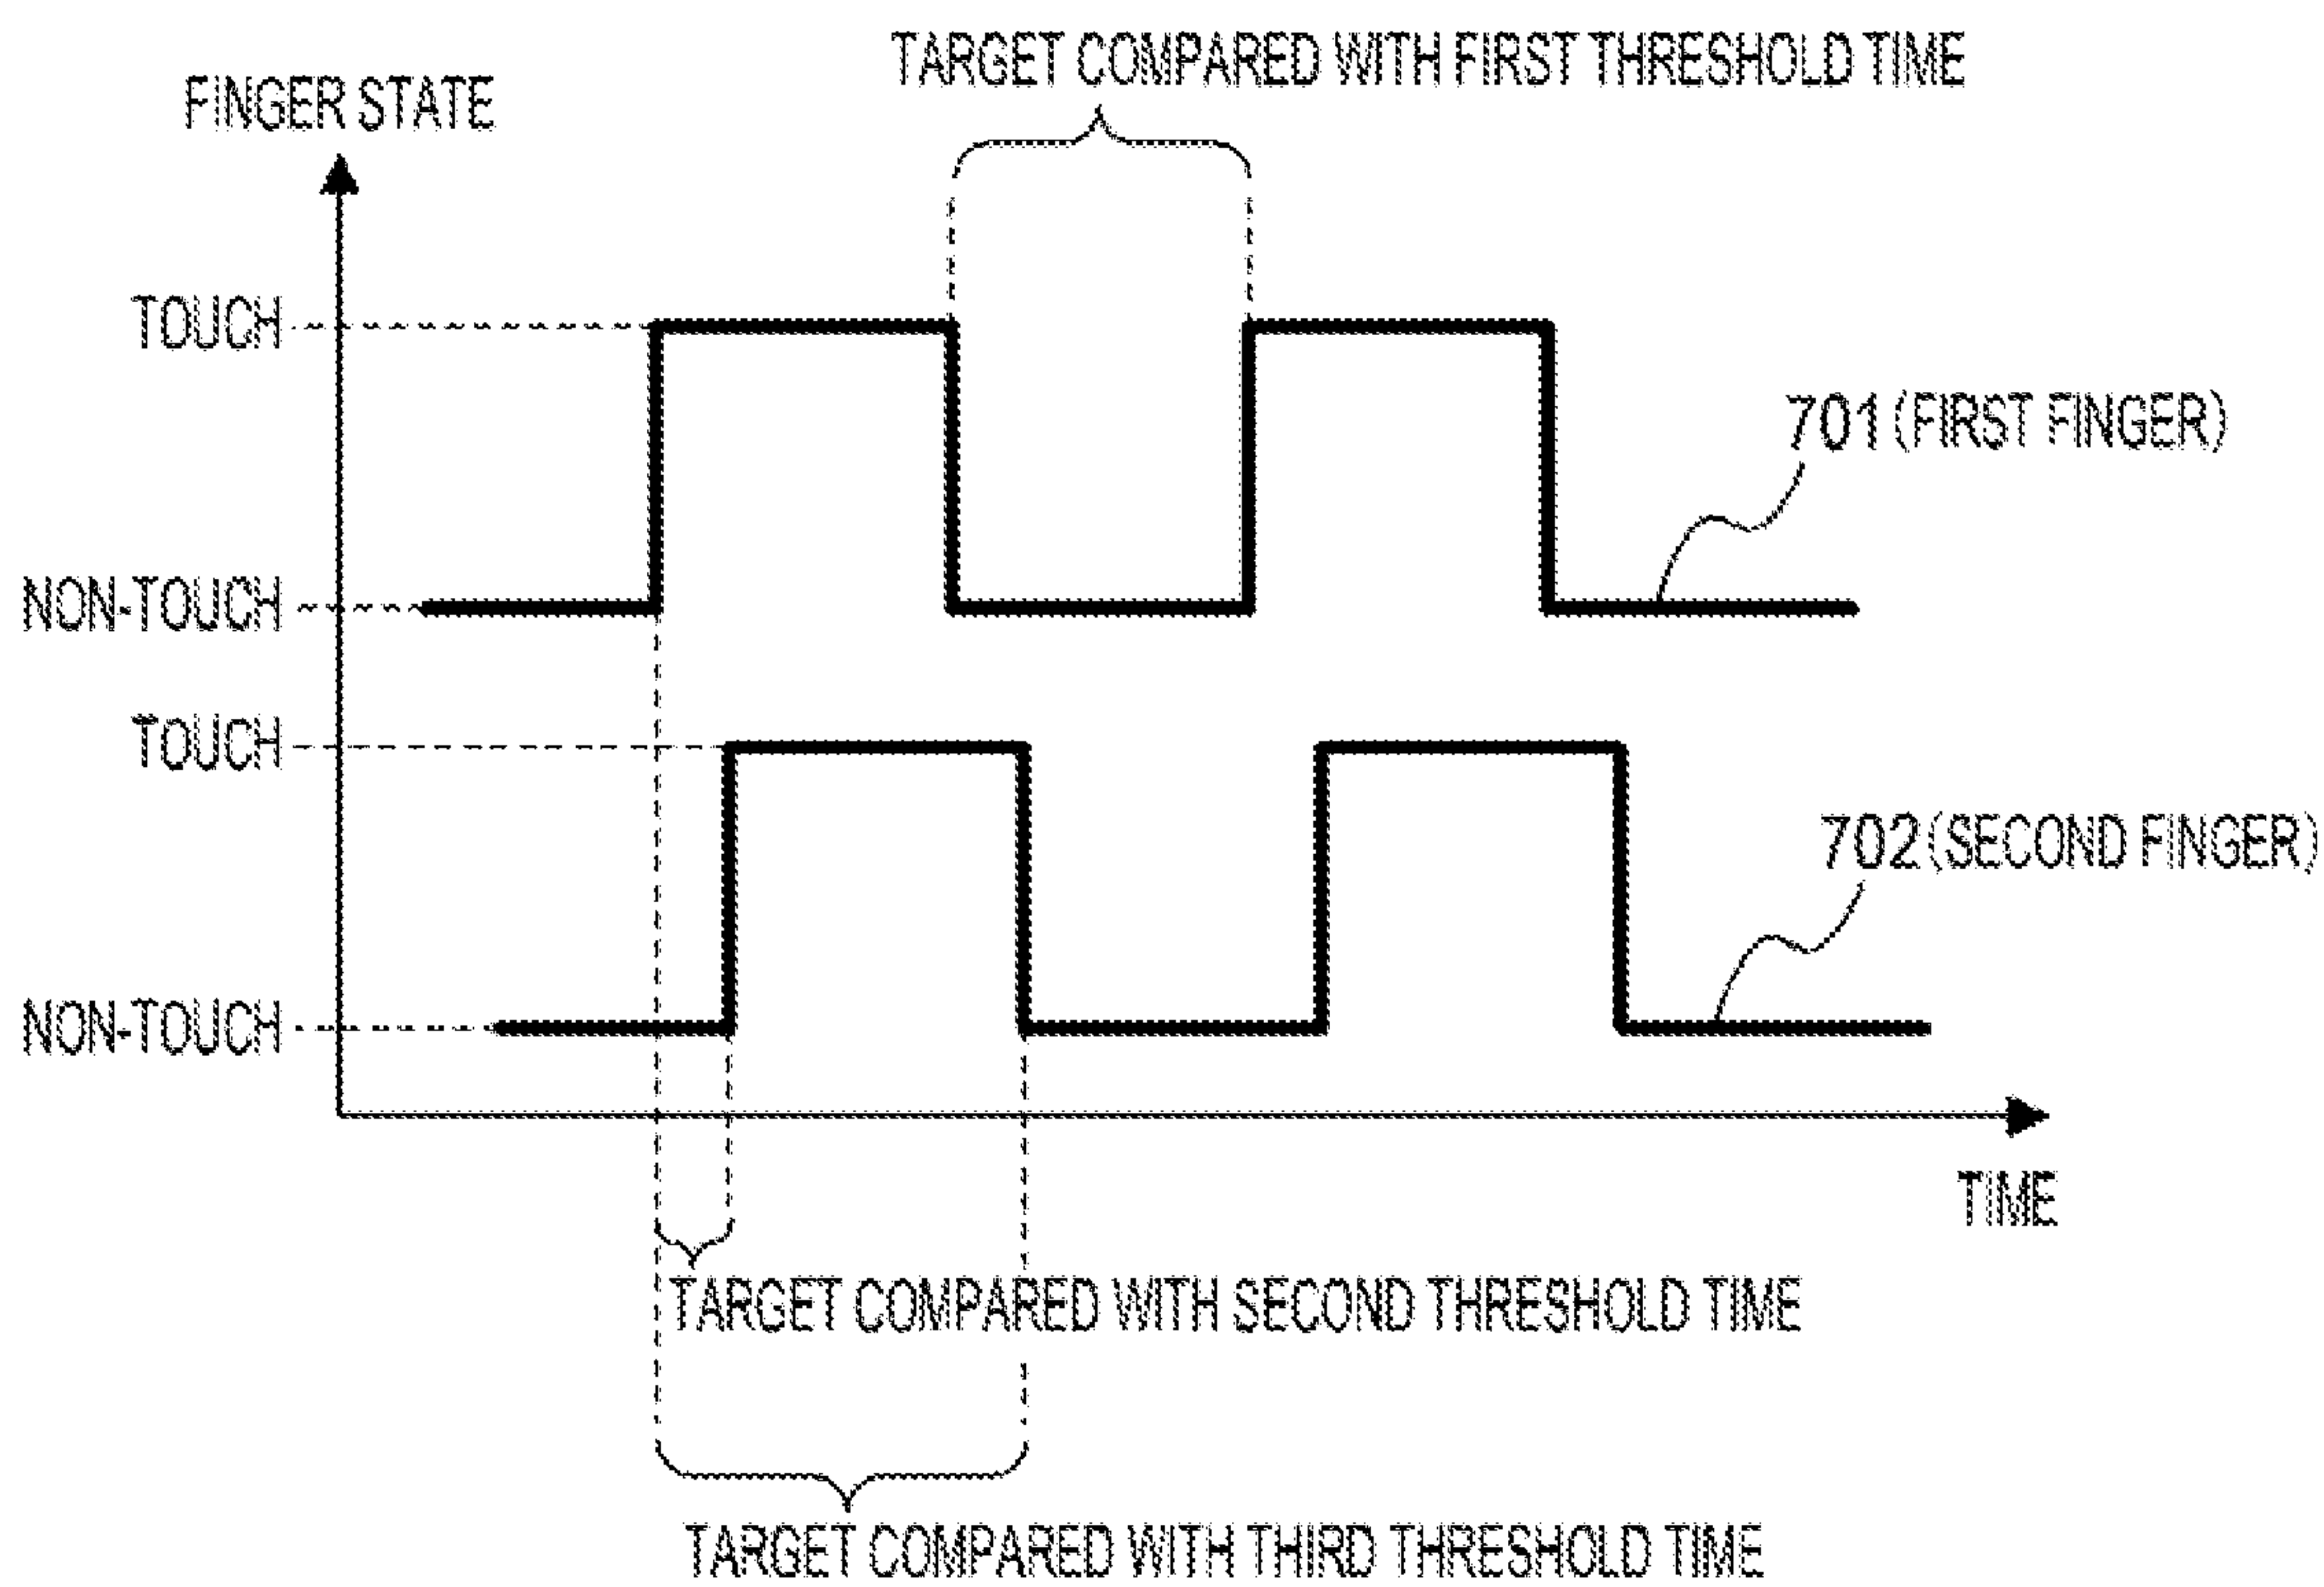 TARGET COMPARED WITH FIRST THRESHOLD TIME
FINGER STATE
TOUCH
701 (FIRST FINGER)
NON-TOUCH
TOUCH
702 (SECOND FINGER)
NON-TOUCH
TIME
TARGET COMPARED WITH SECOND THRESHOLD TIME
TARGET COMPARED WITH THIRD THRESHOLD TIME